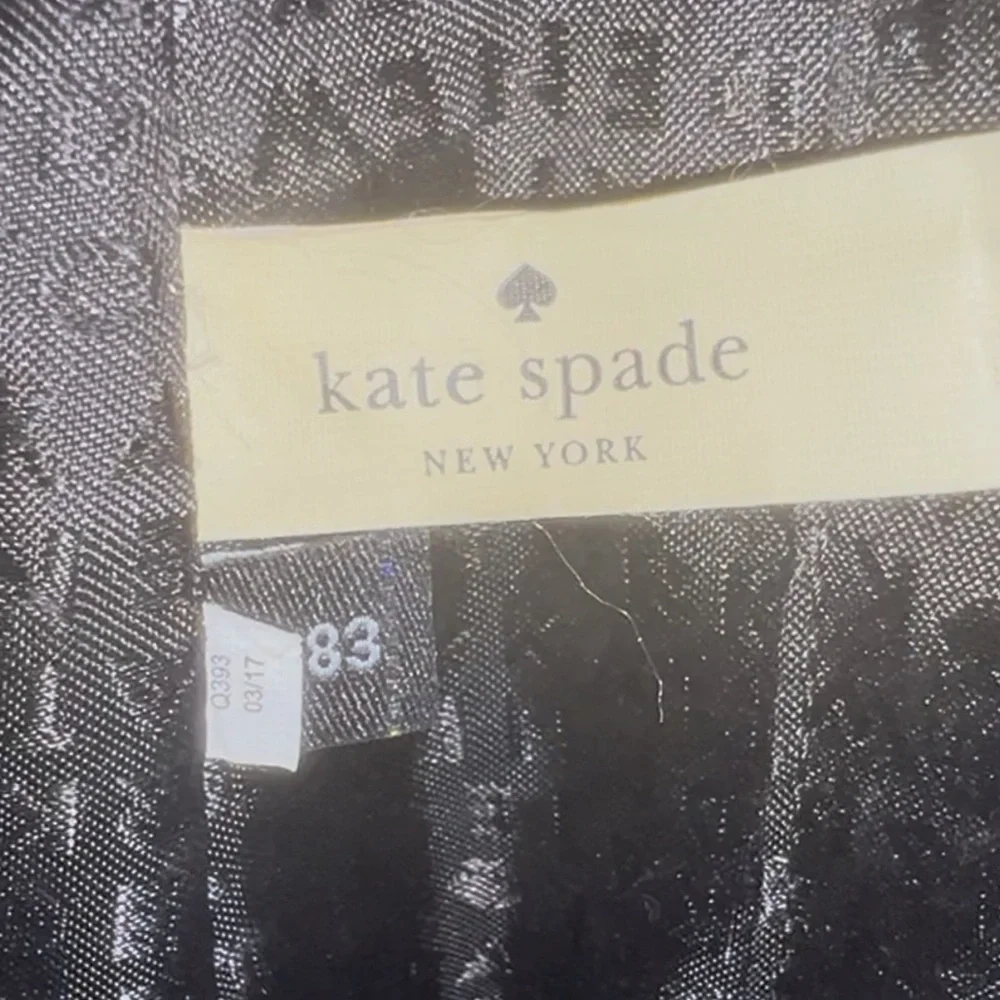 kate spade
NEW YORK
83
Q393
03/17